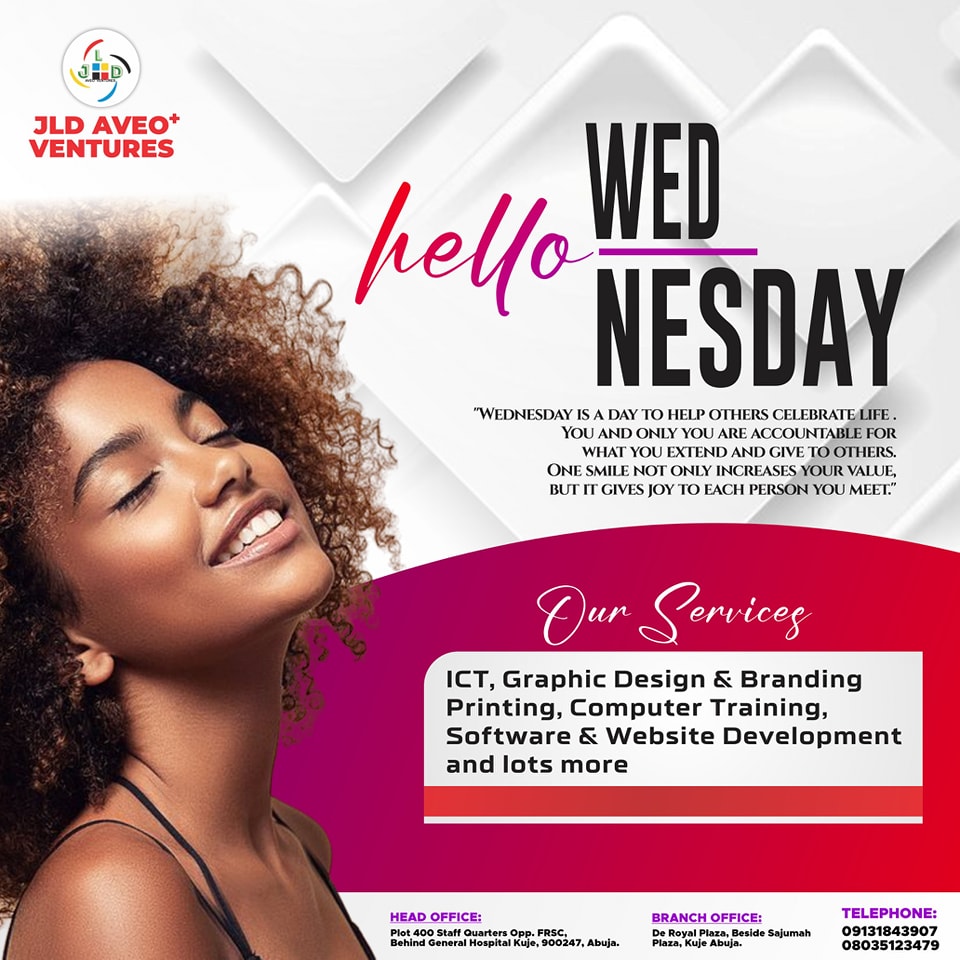 JLD
AVEO VENTURES
JLD AVEO+
VENTURES
hello
WED
NESDAY
"WEDNESDAY IS A DAY TO HELP OTHERS CELEBRATE LIFE .
YOU AND ONLY YOU ARE ACCOUNTABLE FOR
WHAT YOU EXTEND AND GIVE TO OTHERS.
ONE SMILE NOT ONLY INCREASES YOUR VALUE,
BUT IT GIVES JOY TO EACH PERSON YOU MEET."
Our Services
ICT, Graphic Design & Branding
Printing, Computer Training,
Software & Website Development
and lots more
HEAD OFFICE:
Plot 400 Staff Quarters Opp. FRSC,
Behind General Hospital Kuje, 900247, Abuja.
BRANCH OFFICE:
De Royal Plaza, Beside Sajumah
Plaza, Kuje Abuja.
TELEPHONE:
09131843907
08035123479